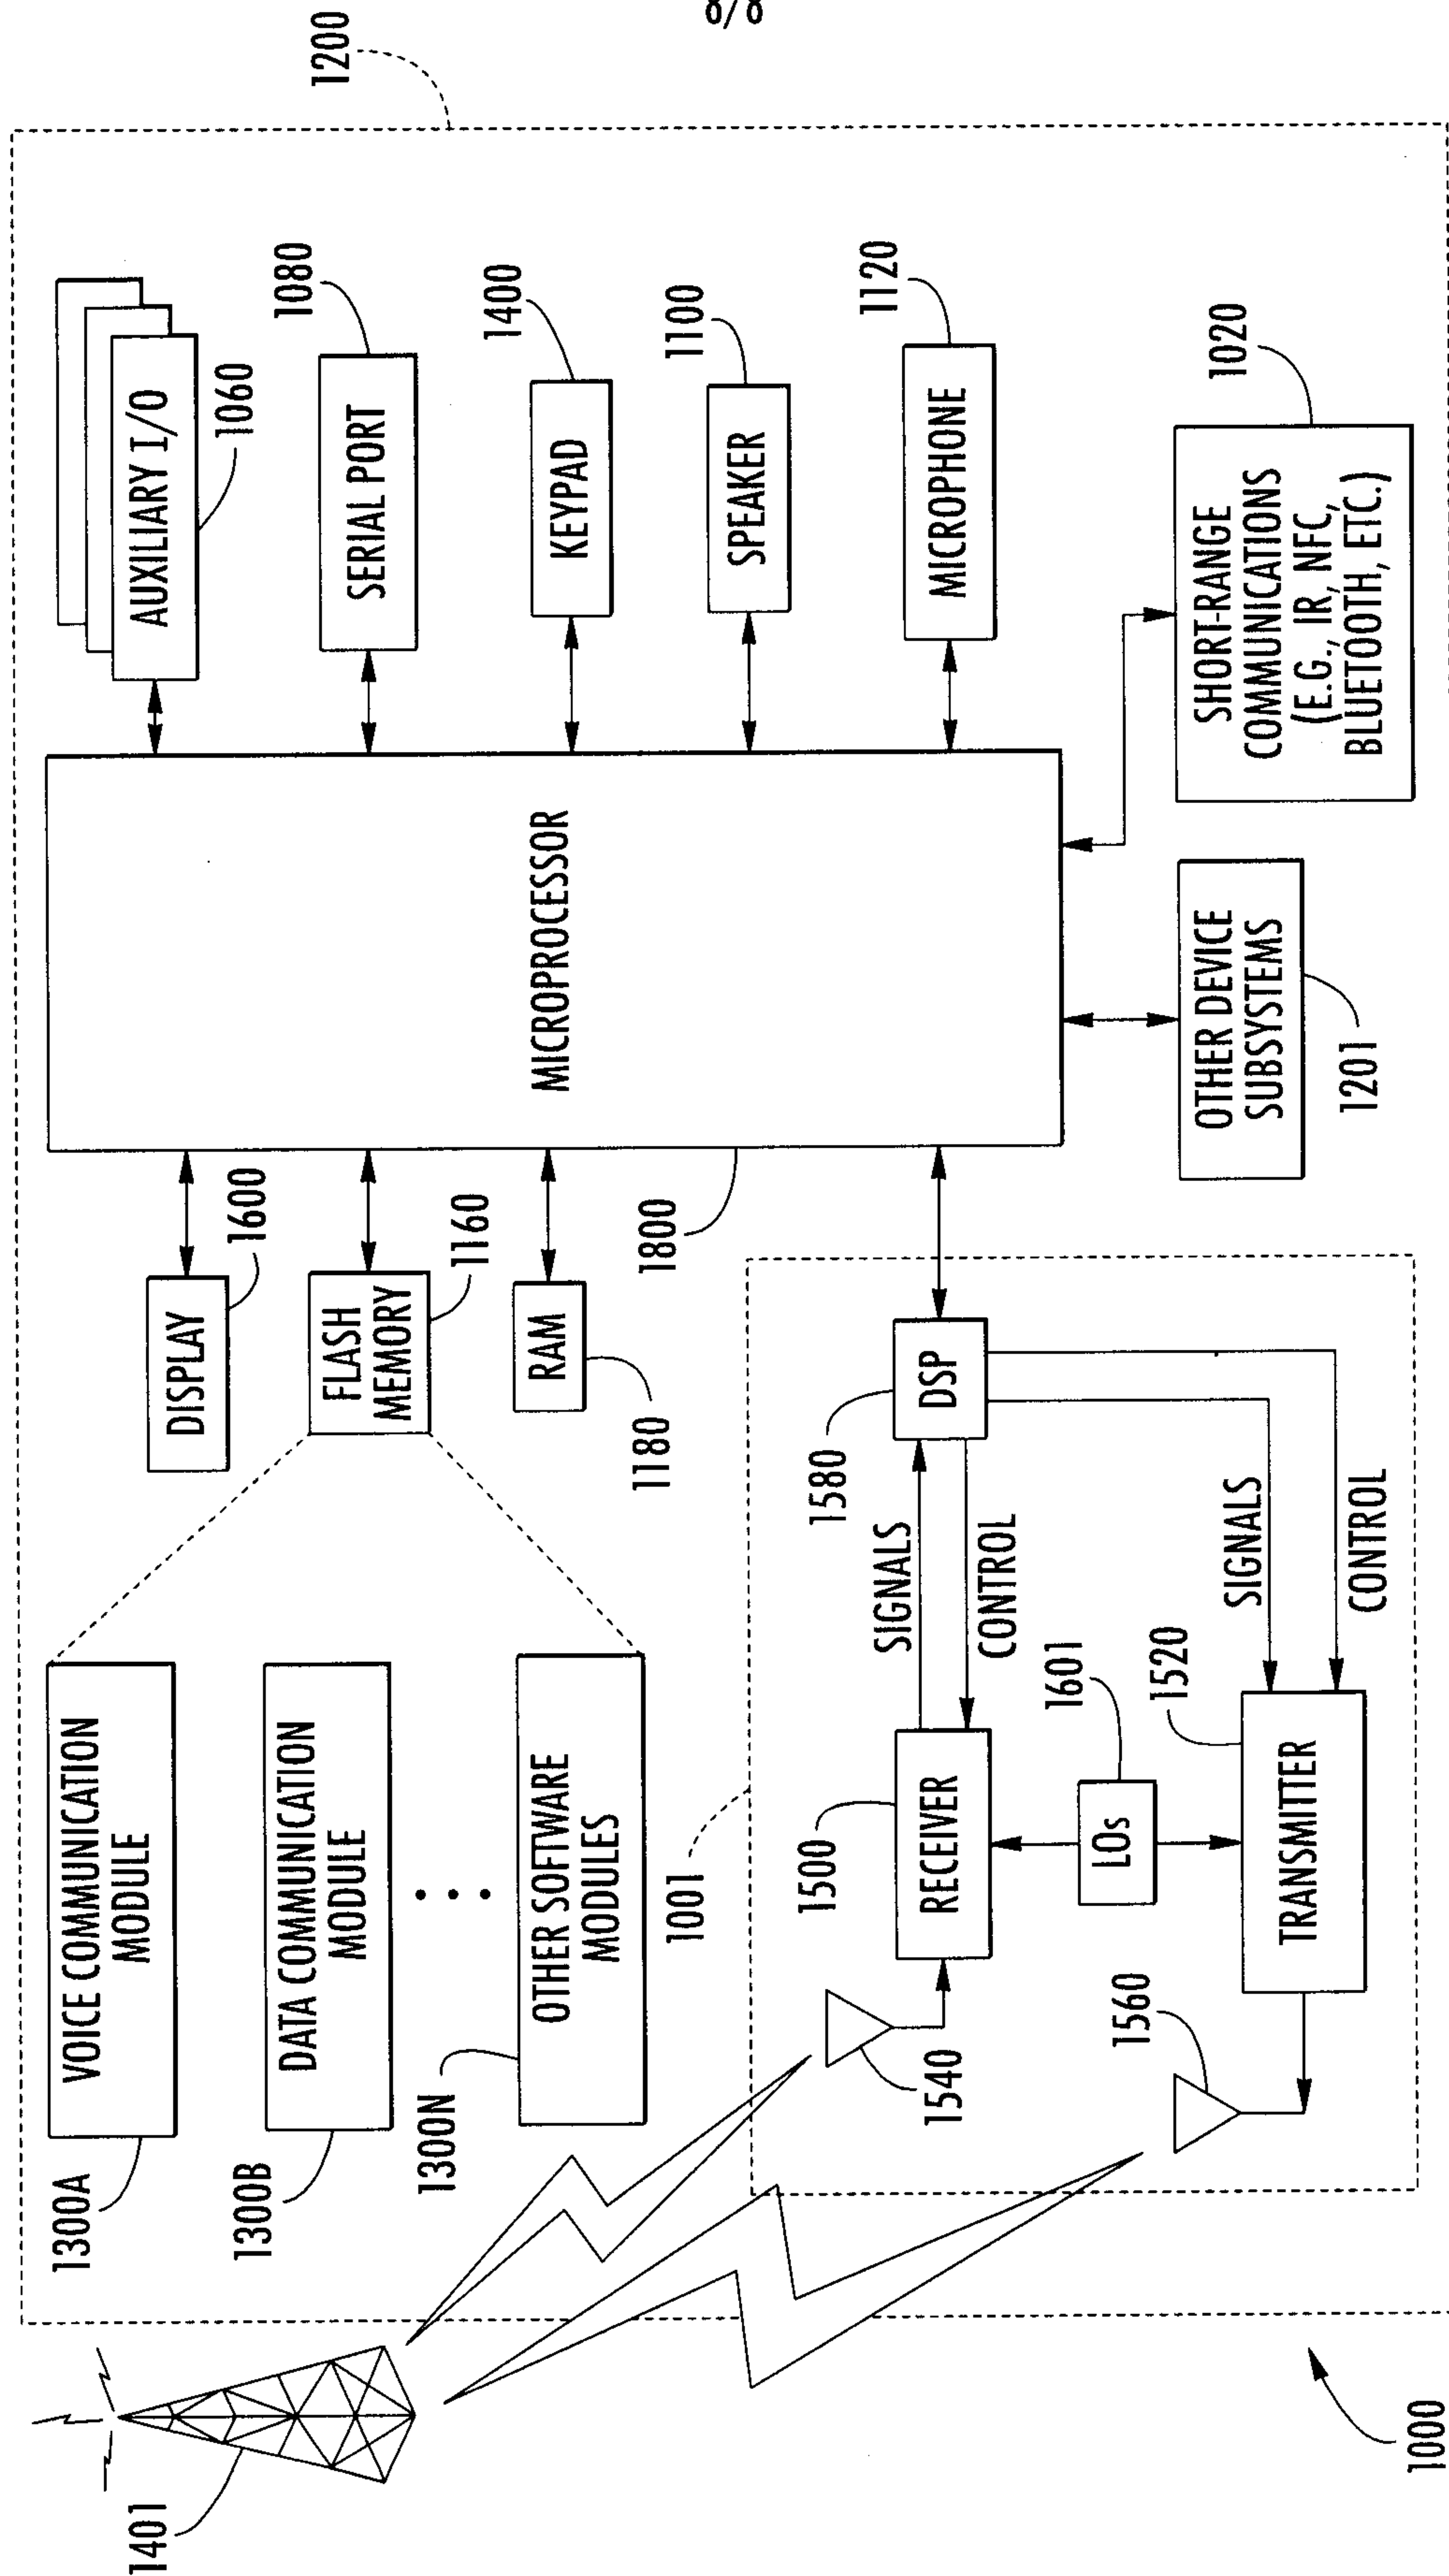 8/8
1200
1401
1300A
VOICE COMMUNICATION
MODULE
1300B
DATA COMMUNICATION
MODULE
1300N
OTHER SOFTWARE
MODULES
DISPLAY
1600
FLASH
MEMORY
1160
RAM
1180
1800
MICROPROCESSOR
AUXILIARY I/O
1060
SERIAL PORT
1080
KEYPAD
1400
SPEAKER
1100
MICROPHONE
1120
1001
1540
1500
RECEIVER
SIGNALS
CONTROL
1580
DSP
1601
LOs
1560
1520
TRANSMITTER
SIGNALS
CONTROL
OTHER DEVICE
SUBSYSTEMS
1201
SHORT-RANGE
COMMUNICATIONS
(E.G., IR, NFC,
BLUETOOTH, ETC.)
1020
1000